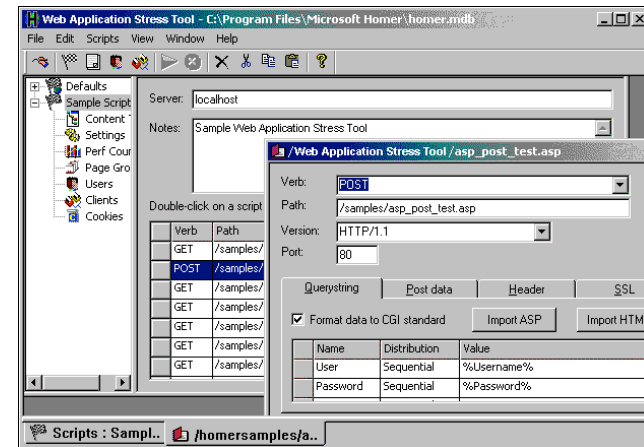 Web Application Stress Tool - C:\Program Files\Microsoft Homer\homer.mdb
File Edit Scripts View Window Help
Defaults
Sample Script
Content
Settings
Perf Cour
Page Gro
Users
Clients
Cookies
Server: localhost
Notes: Sample Web Application Stress Tool
Double-click on a script
Verb Path
GET /samples/
POST /samples/
GET /samples/
GET /samples/
GET /samples/
GET /samples/
GET /samples/
/Web Application Stress Tool /asp_post_test.asp
Verb: POST
Path: /samples/asp_post_test.asp
Version: HTTP/1.1
Port: 80
Querystring Post data Header SSL
Format data to CGI standard Import ASP Import HTM
Name Distribution Value
User Sequential %Username%
Password Sequential %Password%
Scripts : Sampl.. /homersamples/a..